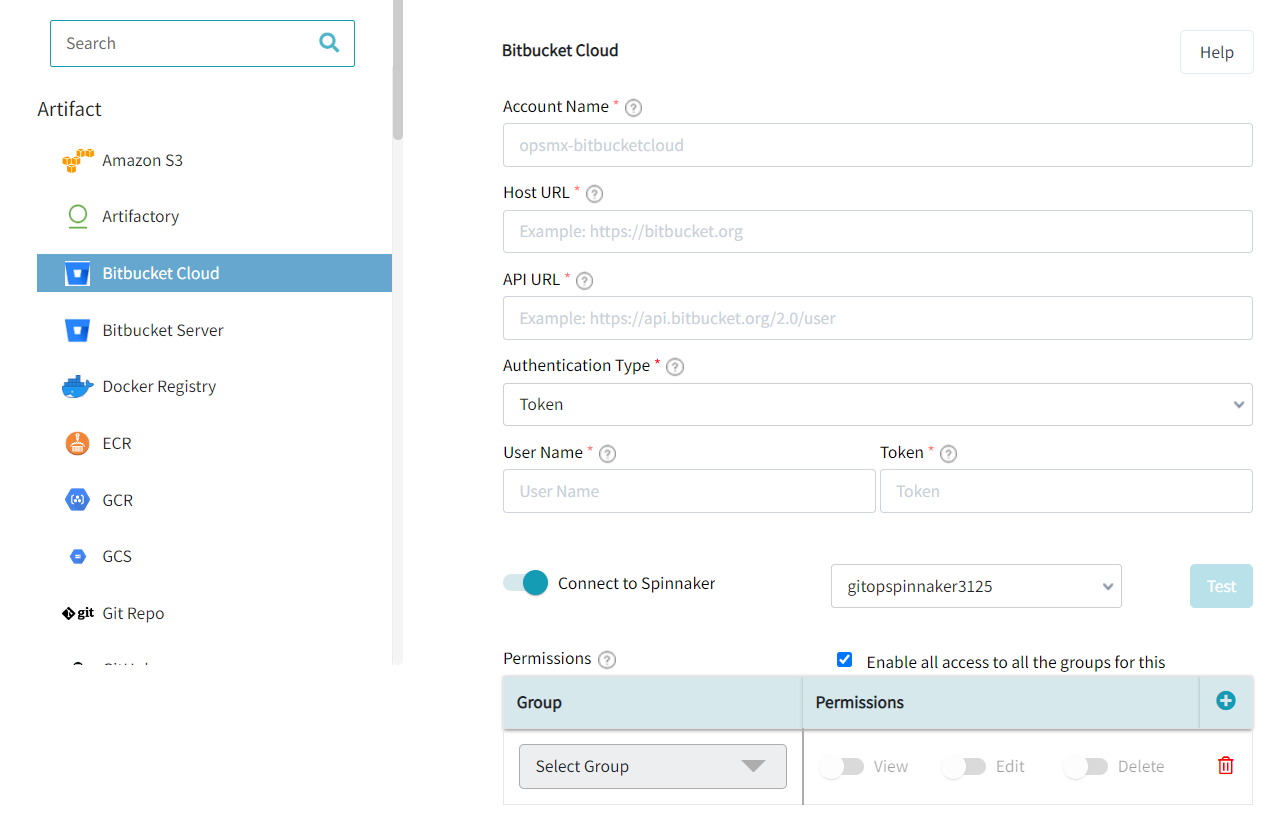 Search
Artifact
Amazon S3
Artifactory
Bitbucket Cloud
Bitbucket Server
Docker Registry
ECR
GCR
GCS
git Git Repo
Bitbucket Cloud
Help
Account Name * ?
opsmx-bitbucketcloud
Host URL * ?
Example: https://bitbucket.org
API URL * ?
Example: https://api.bitbucket.org/2.0/user
Authentication Type * ?
Token
User Name * ? Token * ?
User Name Token
Connect to Spinnaker gitopspinnaker3125 Test
Permissions ? Enable all access to all the groups for this
Group Permissions
Select Group View Edit Delete